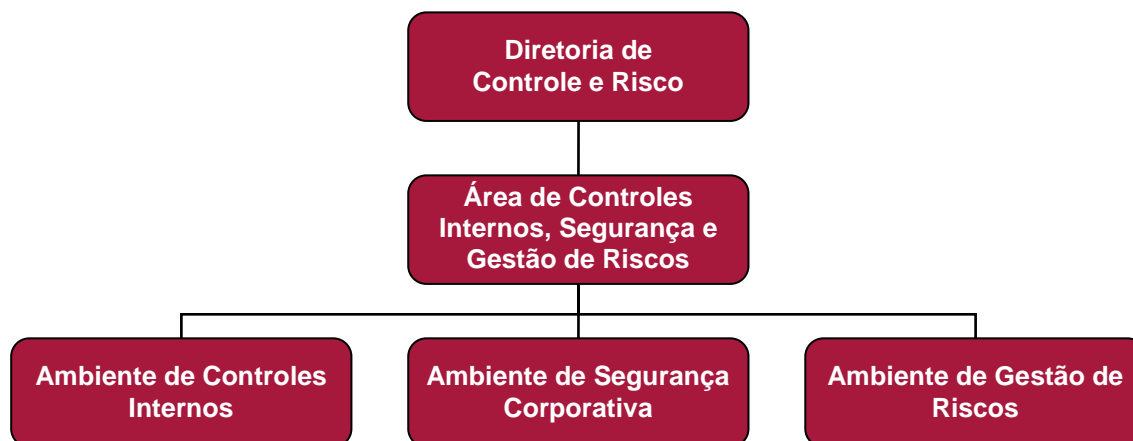 Diretoria de
Controle e Risco
Área de Controles
Internos, Segurança e
Gestão de Riscos
Ambiente de Controles
Internos
Ambiente de Segurança
Corporativa
Ambiente de Gestão de
Riscos